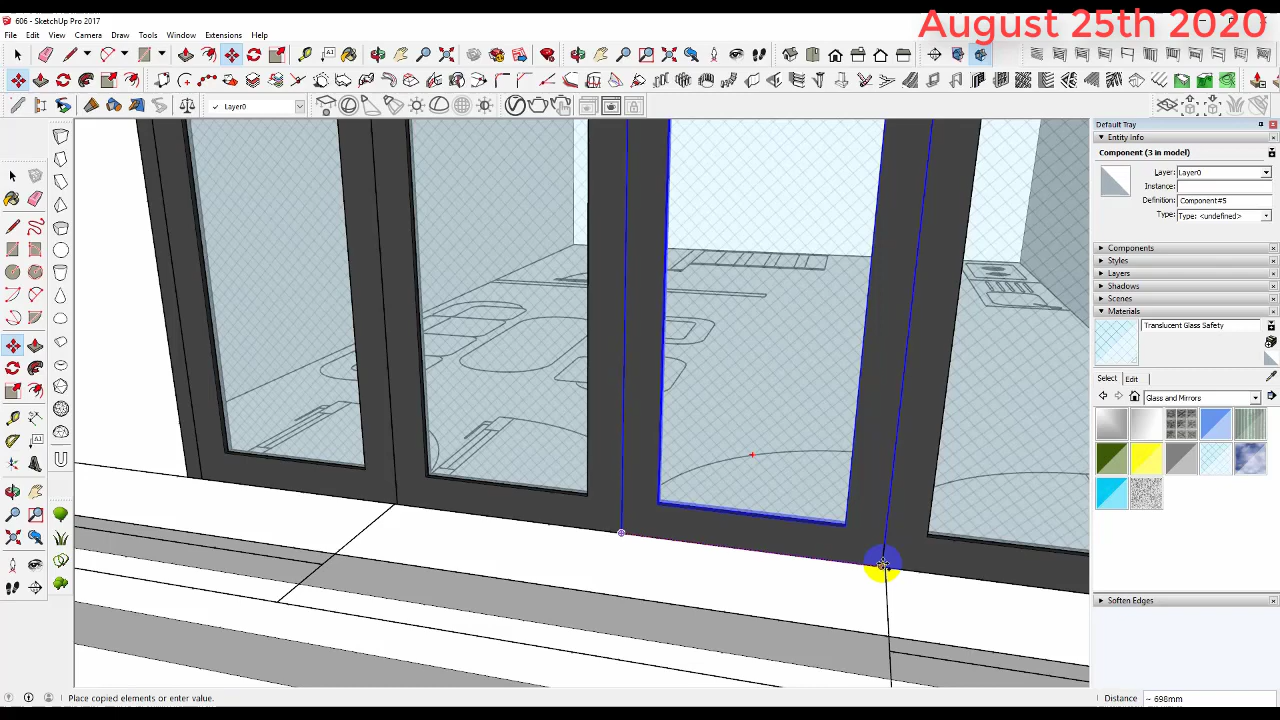 606 - SketchUp Pro 2017
August 25th 2020
File Edit View Camera Draw Tools Window Extensions Help
Layer0
Default Tray
Entity Info
Component (3 in model)
Layer: Layer0
Instance:
Definition: Component#5
Type: Type: <undefined>
Components
Styles
Layers
Shadows
Scenes
Materials
Translucent Glass Safety
Select Edit
Glass and Mirrors
Soften Edges
Place copied elements or enter value.
Distance ~ 698mm